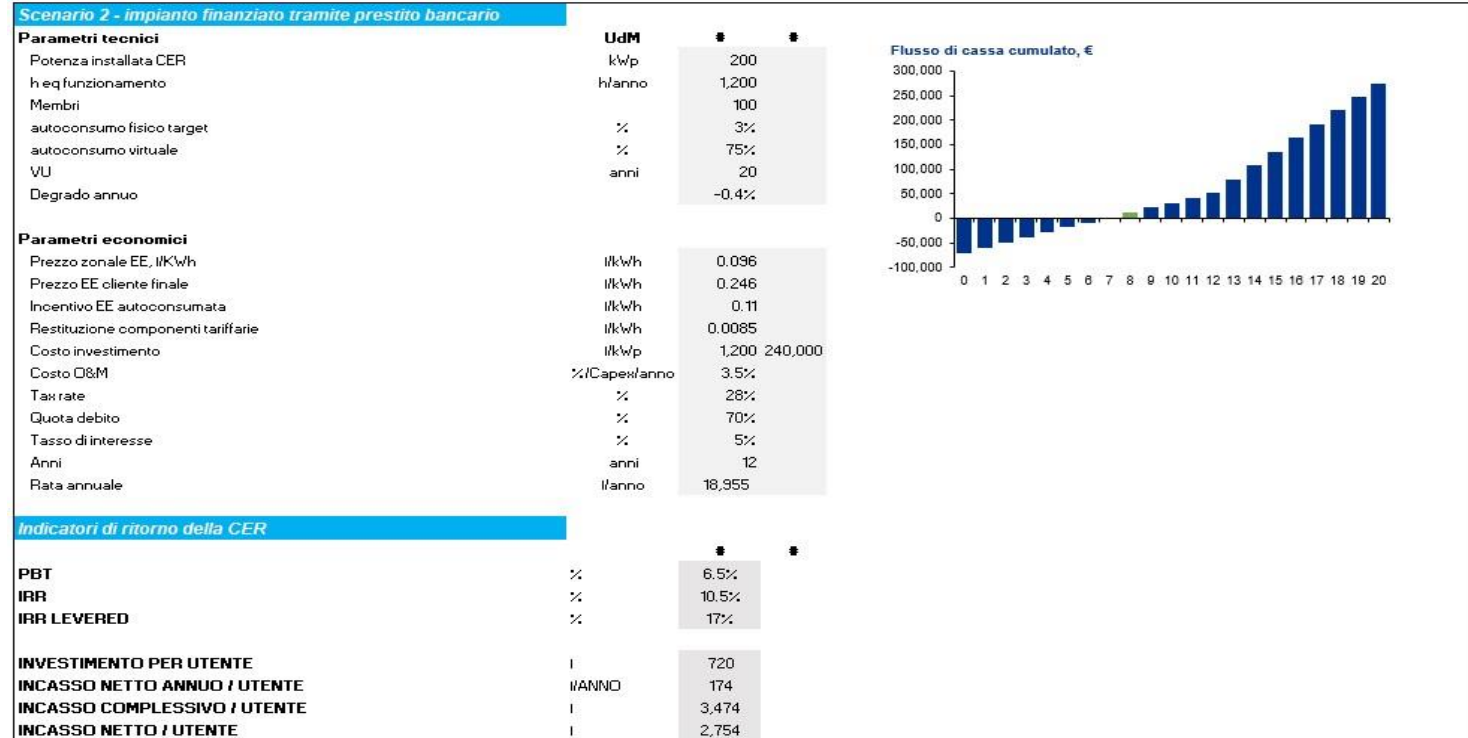 Scenario 2 - impianto finanziato tramite prestito bancario
Parametri tecnici UdM # #
Potenza installata CER kWp 200
h eq funzionamento h/anno 1,200
Membri 100
autoconsumo fisico target % 3%
autoconsumo virtuale % 75%
VU anni 20
Degrado annuo -0.4%
Parametri economici
Prezzo zonale EE, l/KWh l/kWh 0.096
Prezzo EE cliente finale l/kWh 0.246
Incentivo EE autoconsumata l/kWh 0.11
Restituzione componenti tariffarie l/kWh 0.0085
Costo investimento l/kWp 1,200 240,000
Costo O&M %/Capex/anno 3.5%
Tax rate % 28%
Quota debito % 70%
Tasso di interesse % 5%
Anni anni 12
Rata annuale l/anno 18,955
Flusso di cassa cumulato, €
300,000
250,000
200,000
150,000
100,000
50,000
0
-50,000
-100,000
0 1 2 3 4 5 6 7 8 9 10 11 12 13 14 15 16 17 18 19 20
Indicatori di ritorno della CER
# #
PBT % 6.5%
IRR % 10.5%
IRR LEVERED % 17%
INVESTIMENTO PER UTENTE l 720
INCASSO NETTO ANNUO / UTENTE l/ANNO 174
INCASSO COMPLESSIVO / UTENTE l 3,474
INCASSO NETTO / UTENTE l 2,754